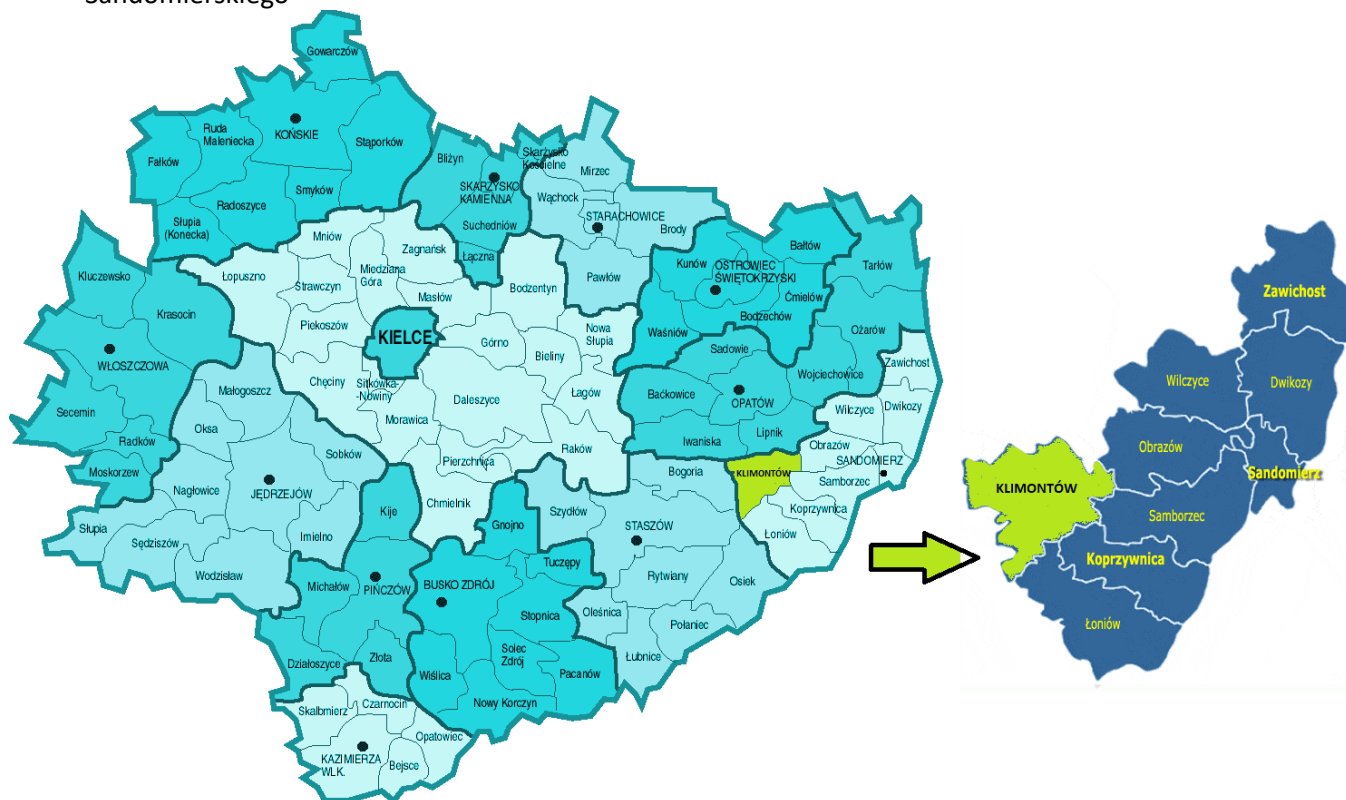 Sandomierskiego
Gowarczów
Ruda
Maleniecka
KOŃSKIE
Stąporków
Fałków
Smyków
Radoszyce
Słupia
(Konecka)
Bliżyn
Skarżysko
Kościelne
SKARŻYSKO
KAMIENNA
Suchedniów
Łączna
Mirzec
Wąchock
STARACHOWICE
Brody
Pawłów
Kluczewsko
Krasocin
WŁOSZCZOWA
Secemin
Radków
Moskorzew
Mniów
Zagnańsk
Łopuszno
Miedziana
Góra
Strawczyn
Masłów
Bodzentyn
Piekoszów
KIELCE
Górno
Bieliny
Nowa
Słupia
Chęciny
Sitkówka-
-Nowiny
Daleszyce
Łagów
Morawica
Pierzchnica
Raków
Chmielnik
Kunów
OSTROWIEC
ŚWIĘTOKRZYSKI
Bałtów
Ćmielów
Bodzechów
Waśniów
Tarłów
Ożarów
Sadowie
Wojciechowice
Baćkowice
OPATÓW
Iwaniska
Lipnik
Zawichost
Wilczyce
Dwikozy
Obrazów
SANDOMIERZ
KLIMONTÓW
Samborzec
Koprzywnica
Łoniów
Małogoszcz
Oksa
Sobków
Nagłowice
JĘDRZEJÓW
Słupia
Sędziszów
Imielno
Wodzisław
Kije
Michałów
PIŃCZÓW
Działoszyce
Złota
Gnojno
BUSKO ZDRÓJ
Tuczępy
Stopnica
Solec
Zdrój
Wiślica
Pacanów
Nowy Korczyn
Bogoria
Szydłów
STASZÓW
Rytwiany
Osiek
Oleśnica
Połaniec
Łubnice
Skalbmierz
Czarnocin
Opatowiec
KAZIMIERZA
WLK.
Bejsce
Zawichost
Wilczyce
Dwikozy
Obrazów
Sandomierz
KLIMONTÓW
Samborzec
Koprzywnica
Łoniów